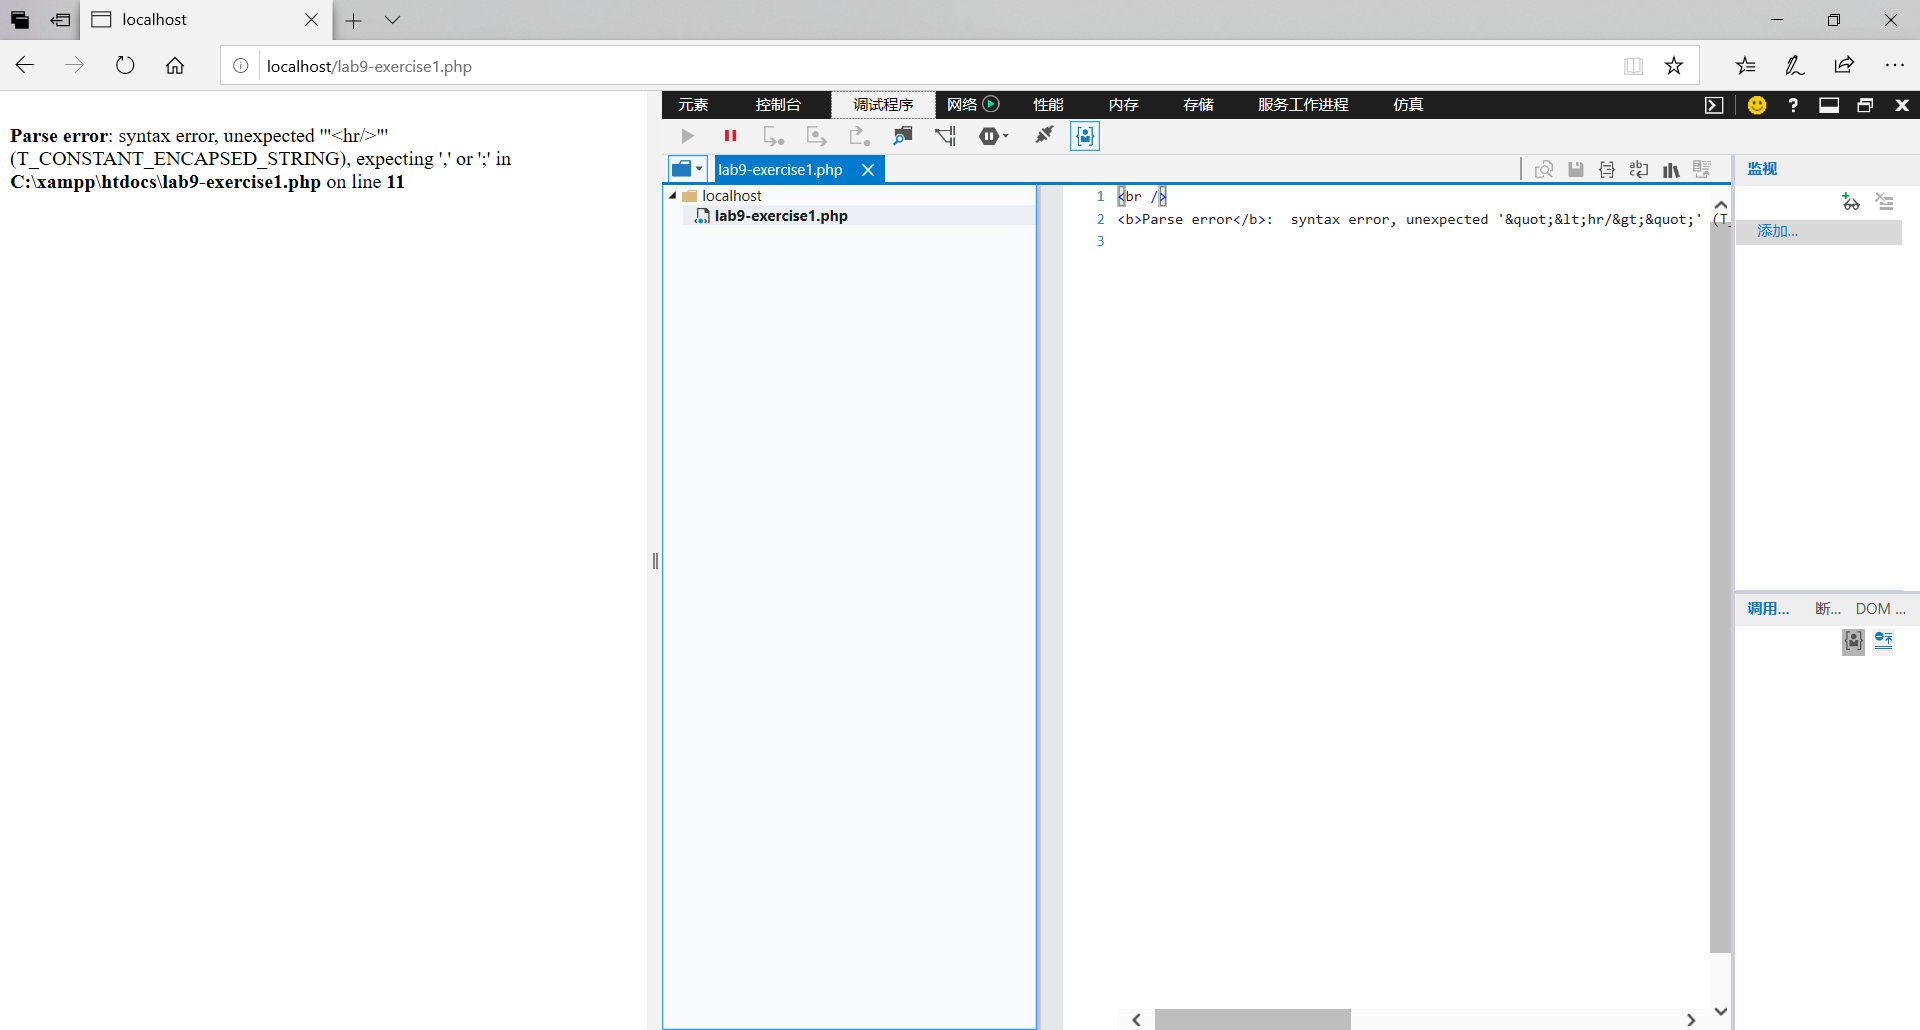 localhost
localhost/lab9-exercise1.php
Parse error: syntax error, unexpected '"<hr/>"'
(T_CONSTANT_ENCAPSED_STRING), expecting ',' or ';' in
C:\xampp\htdocs\lab9-exercise1.php on line 11
元素 控制台 调试程序 网络 性能 内存 存储 服务工作进程 仿真
lab9-exercise1.php
监视
localhost
lab9-exercise1.php
1 <br />
2 <b>Parse error</b>:  syntax error, unexpected '&quot;&lt;hr/&gt;&quot;' (T_
3
添加...
调用... 断... DOM ...